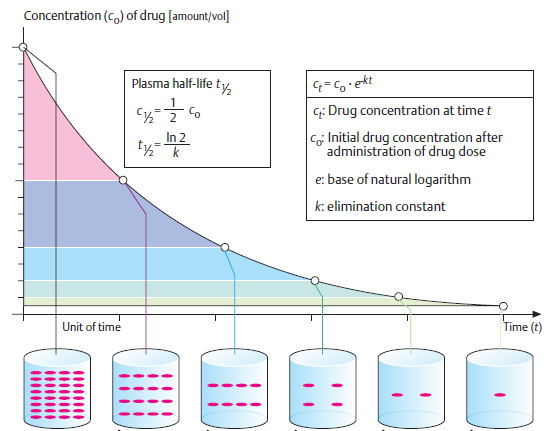 Concentration (c₀) of drug [amount/vol]
Plasma half-life t½
c½ = 1/2 c₀
t½ = ln 2/k
cₜ = c₀ · e⁻ᵏᵗ
cₜ: Drug concentration at time t
c₀: Initial drug concentration after
administration of drug dose
e: base of natural logarithm
k: elimination constant
Unit of time
Time (t)